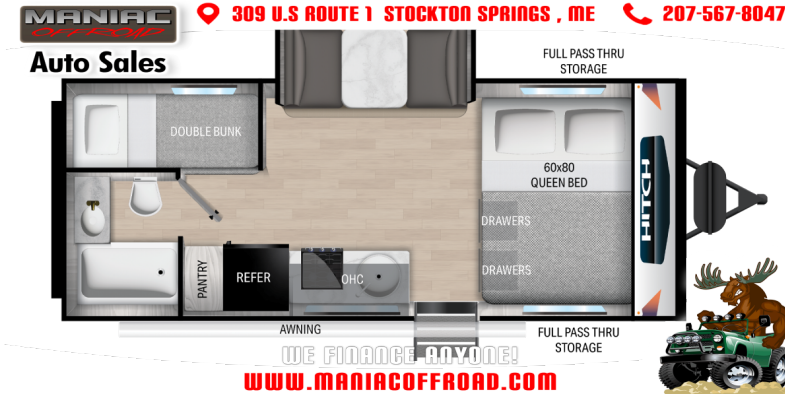 MANIAC
OFF-ROAD
Auto Sales
309 U.S ROUTE 1 STOCKTON SPRINGS , ME
207-567-8047
FULL PASS THRU
STORAGE
DOUBLE BUNK
60x80
QUEEN BED
HITCH
DRAWERS
DRAWERS
PANTRY
REFER
OHC
AWNING
FULL PASS THRU
STORAGE
WE FINANCE ANYONE!
WWW.MANIACOFFROAD.COM